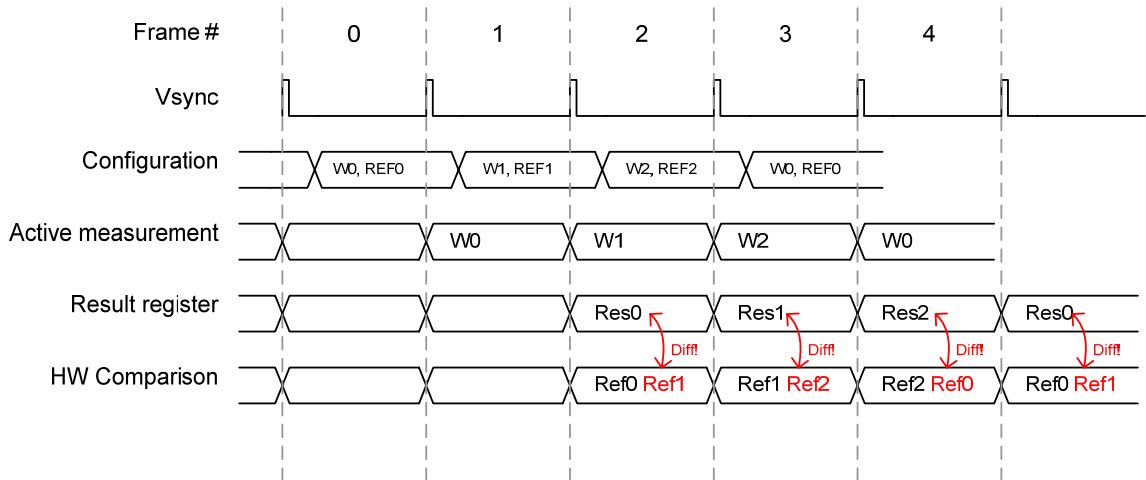 Frame # 0 1 2 3 4
Vsync
Configuration W0, REF0 W1, REF1 W2, REF2 W0, REF0
Active measurement W0 W1 W2 W0
Result register Res0 Res1 Res2 Res0
Diff! Diff! Diff! Diff!
HW Comparison Ref0 Ref1 Ref1 Ref2 Ref2 Ref0 Ref0 Ref1